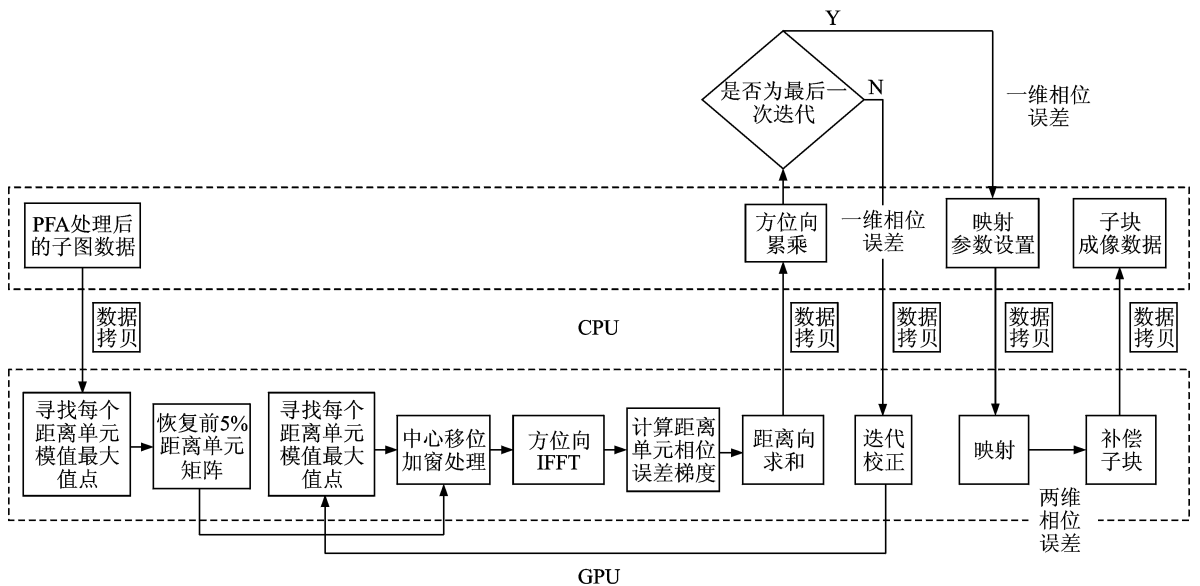 Y
是否为最后一
次迭代
N
一维相位
误差
PFA处理后
的子图数据
方位向
累乘
一维相位
误差
映射
参数设置
子块
成像数据
数据
拷贝
CPU
数据
拷贝
数据
拷贝
数据
拷贝
数据
拷贝
寻找每个
距离单元
模值最大
值点
恢复前5%
距离单元
矩阵
寻找每个
距离单元
模值最大
值点
中心移位
加窗处理
方位向
IFFT
计算距离
单元相位
误差梯度
距离向
求和
迭代
校正
映射
补偿
子块
两维
相位
误差
GPU